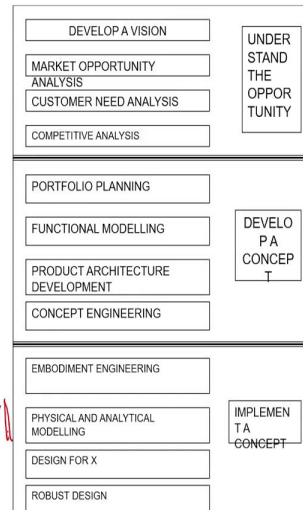 DEVELOP A VISION
MARKET OPPORTUNITY
ANALYSIS
CUSTOMER NEED ANALYSIS
COMPETITIVE ANALYSIS
UNDER
STAND
THE
OPPOR
TUNITY
PORTFOLIO PLANNING
FUNCTIONAL MODELLING
PRODUCT ARCHITECTURE
DEVELOPMENT
CONCEPT ENGINEERING
DEVELO
P A
CONCEP
T
EMBODIMENT ENGINEERING
PHYSICAL AND ANALYTICAL
MODELLING
DESIGN FOR X
ROBUST DESIGN
IMPLEMEN
T A
CONCEPT